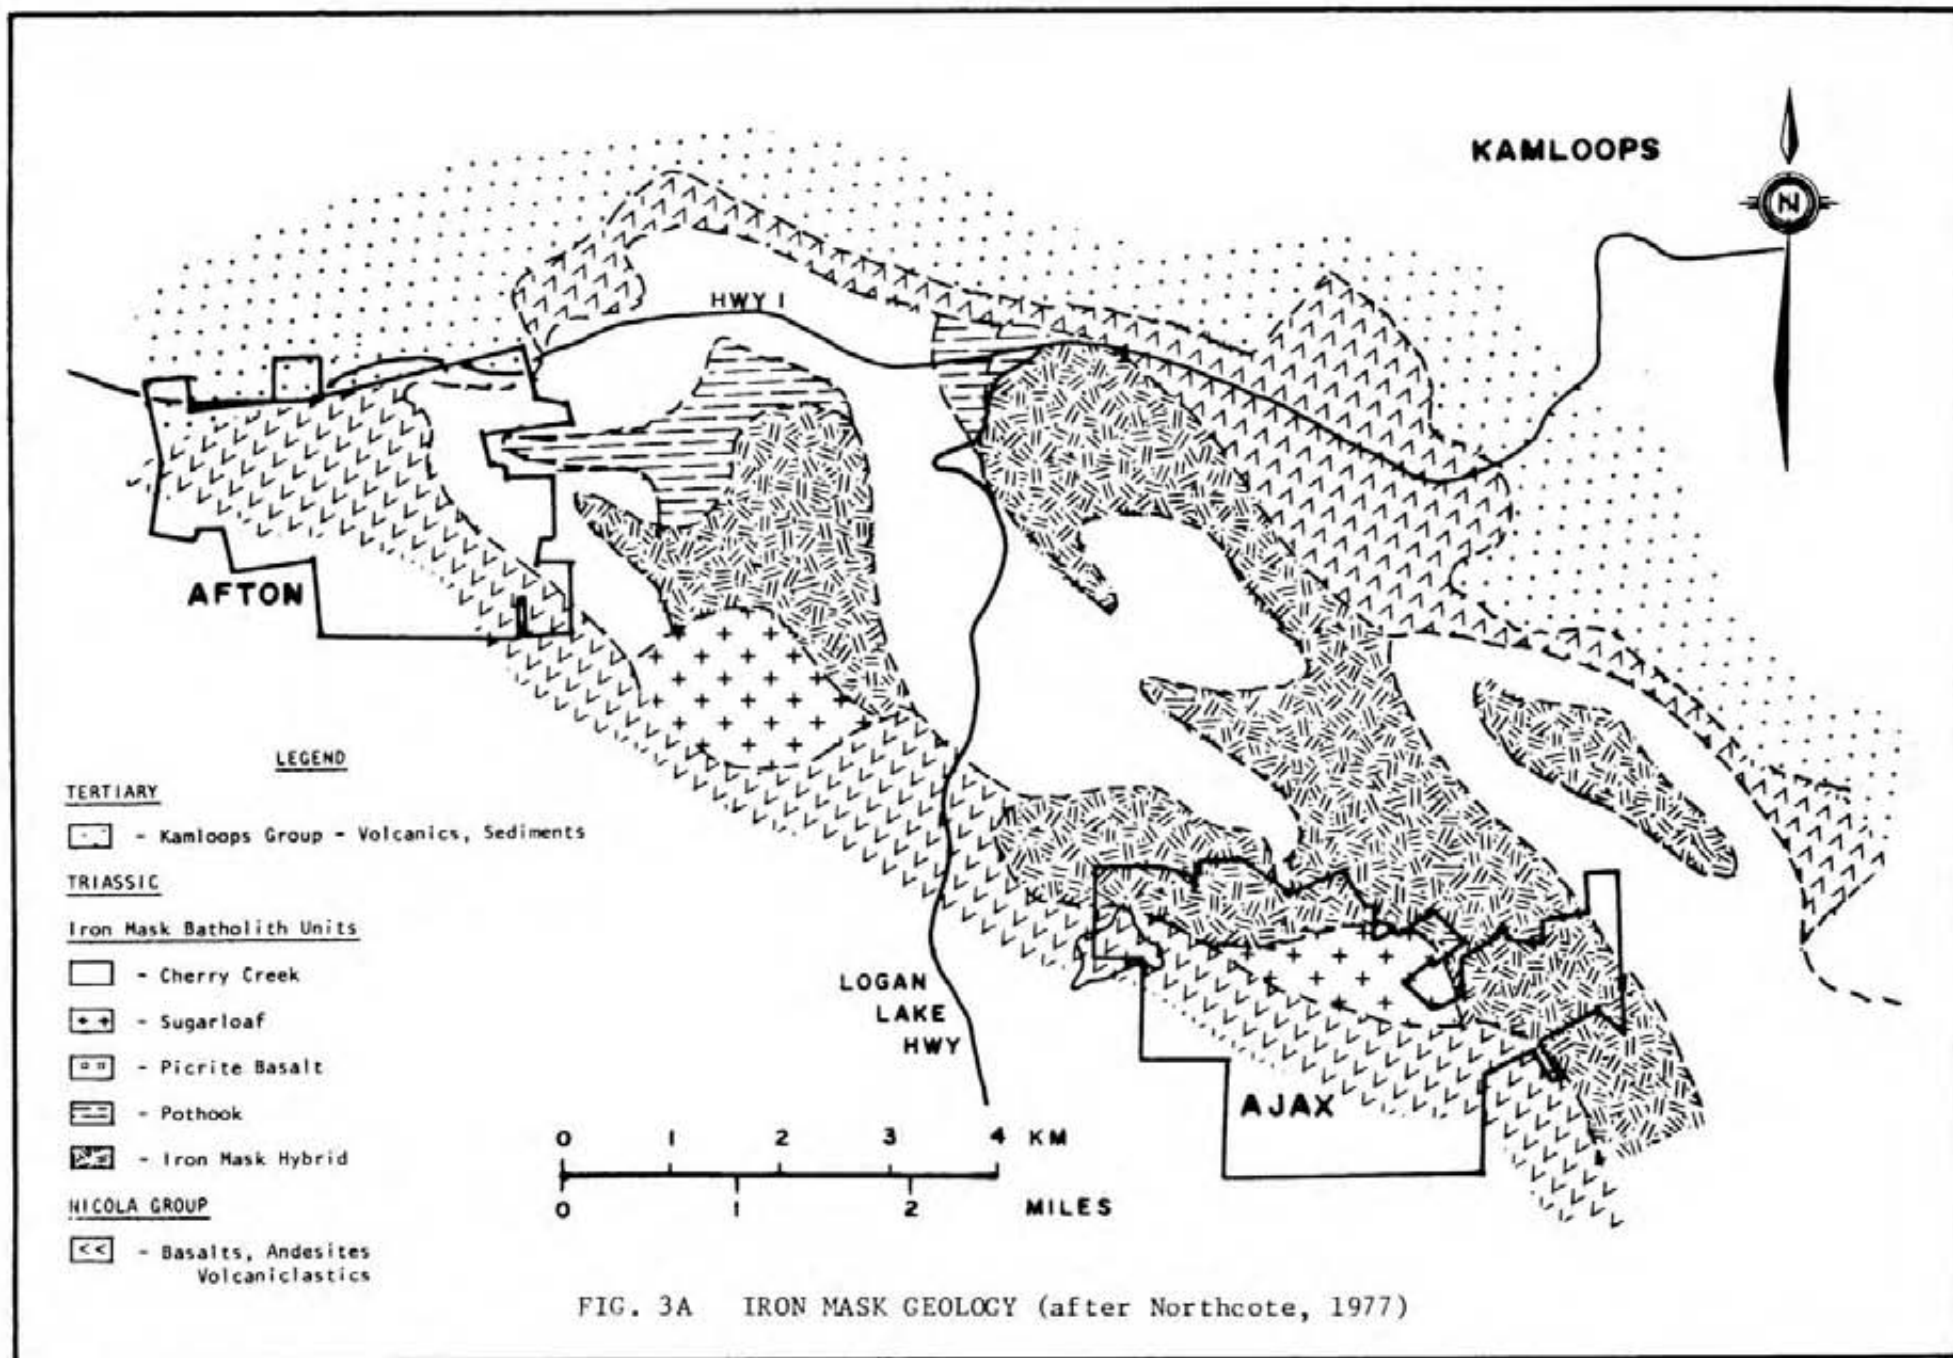 KAMLOOPS
N
HWY 1
AFTON
LEGEND
TERTIARY
- Kamloops Group - Volcanics, Sediments
TRIASSIC
Iron Mask Batholith Units
- Cherry Creek
- Sugarloaf
- Picrite Basalt
- Pothook
- Iron Mask Hybrid
NICOLA GROUP
- Basalts, Andesites
Volcaniclastics
LOGAN
LAKE
HWY
AJAX
0 1 2 3 4 KM
0 1 2 MILES
FIG. 3A IRON MASK GEOLOGY (after Northcote, 1977)